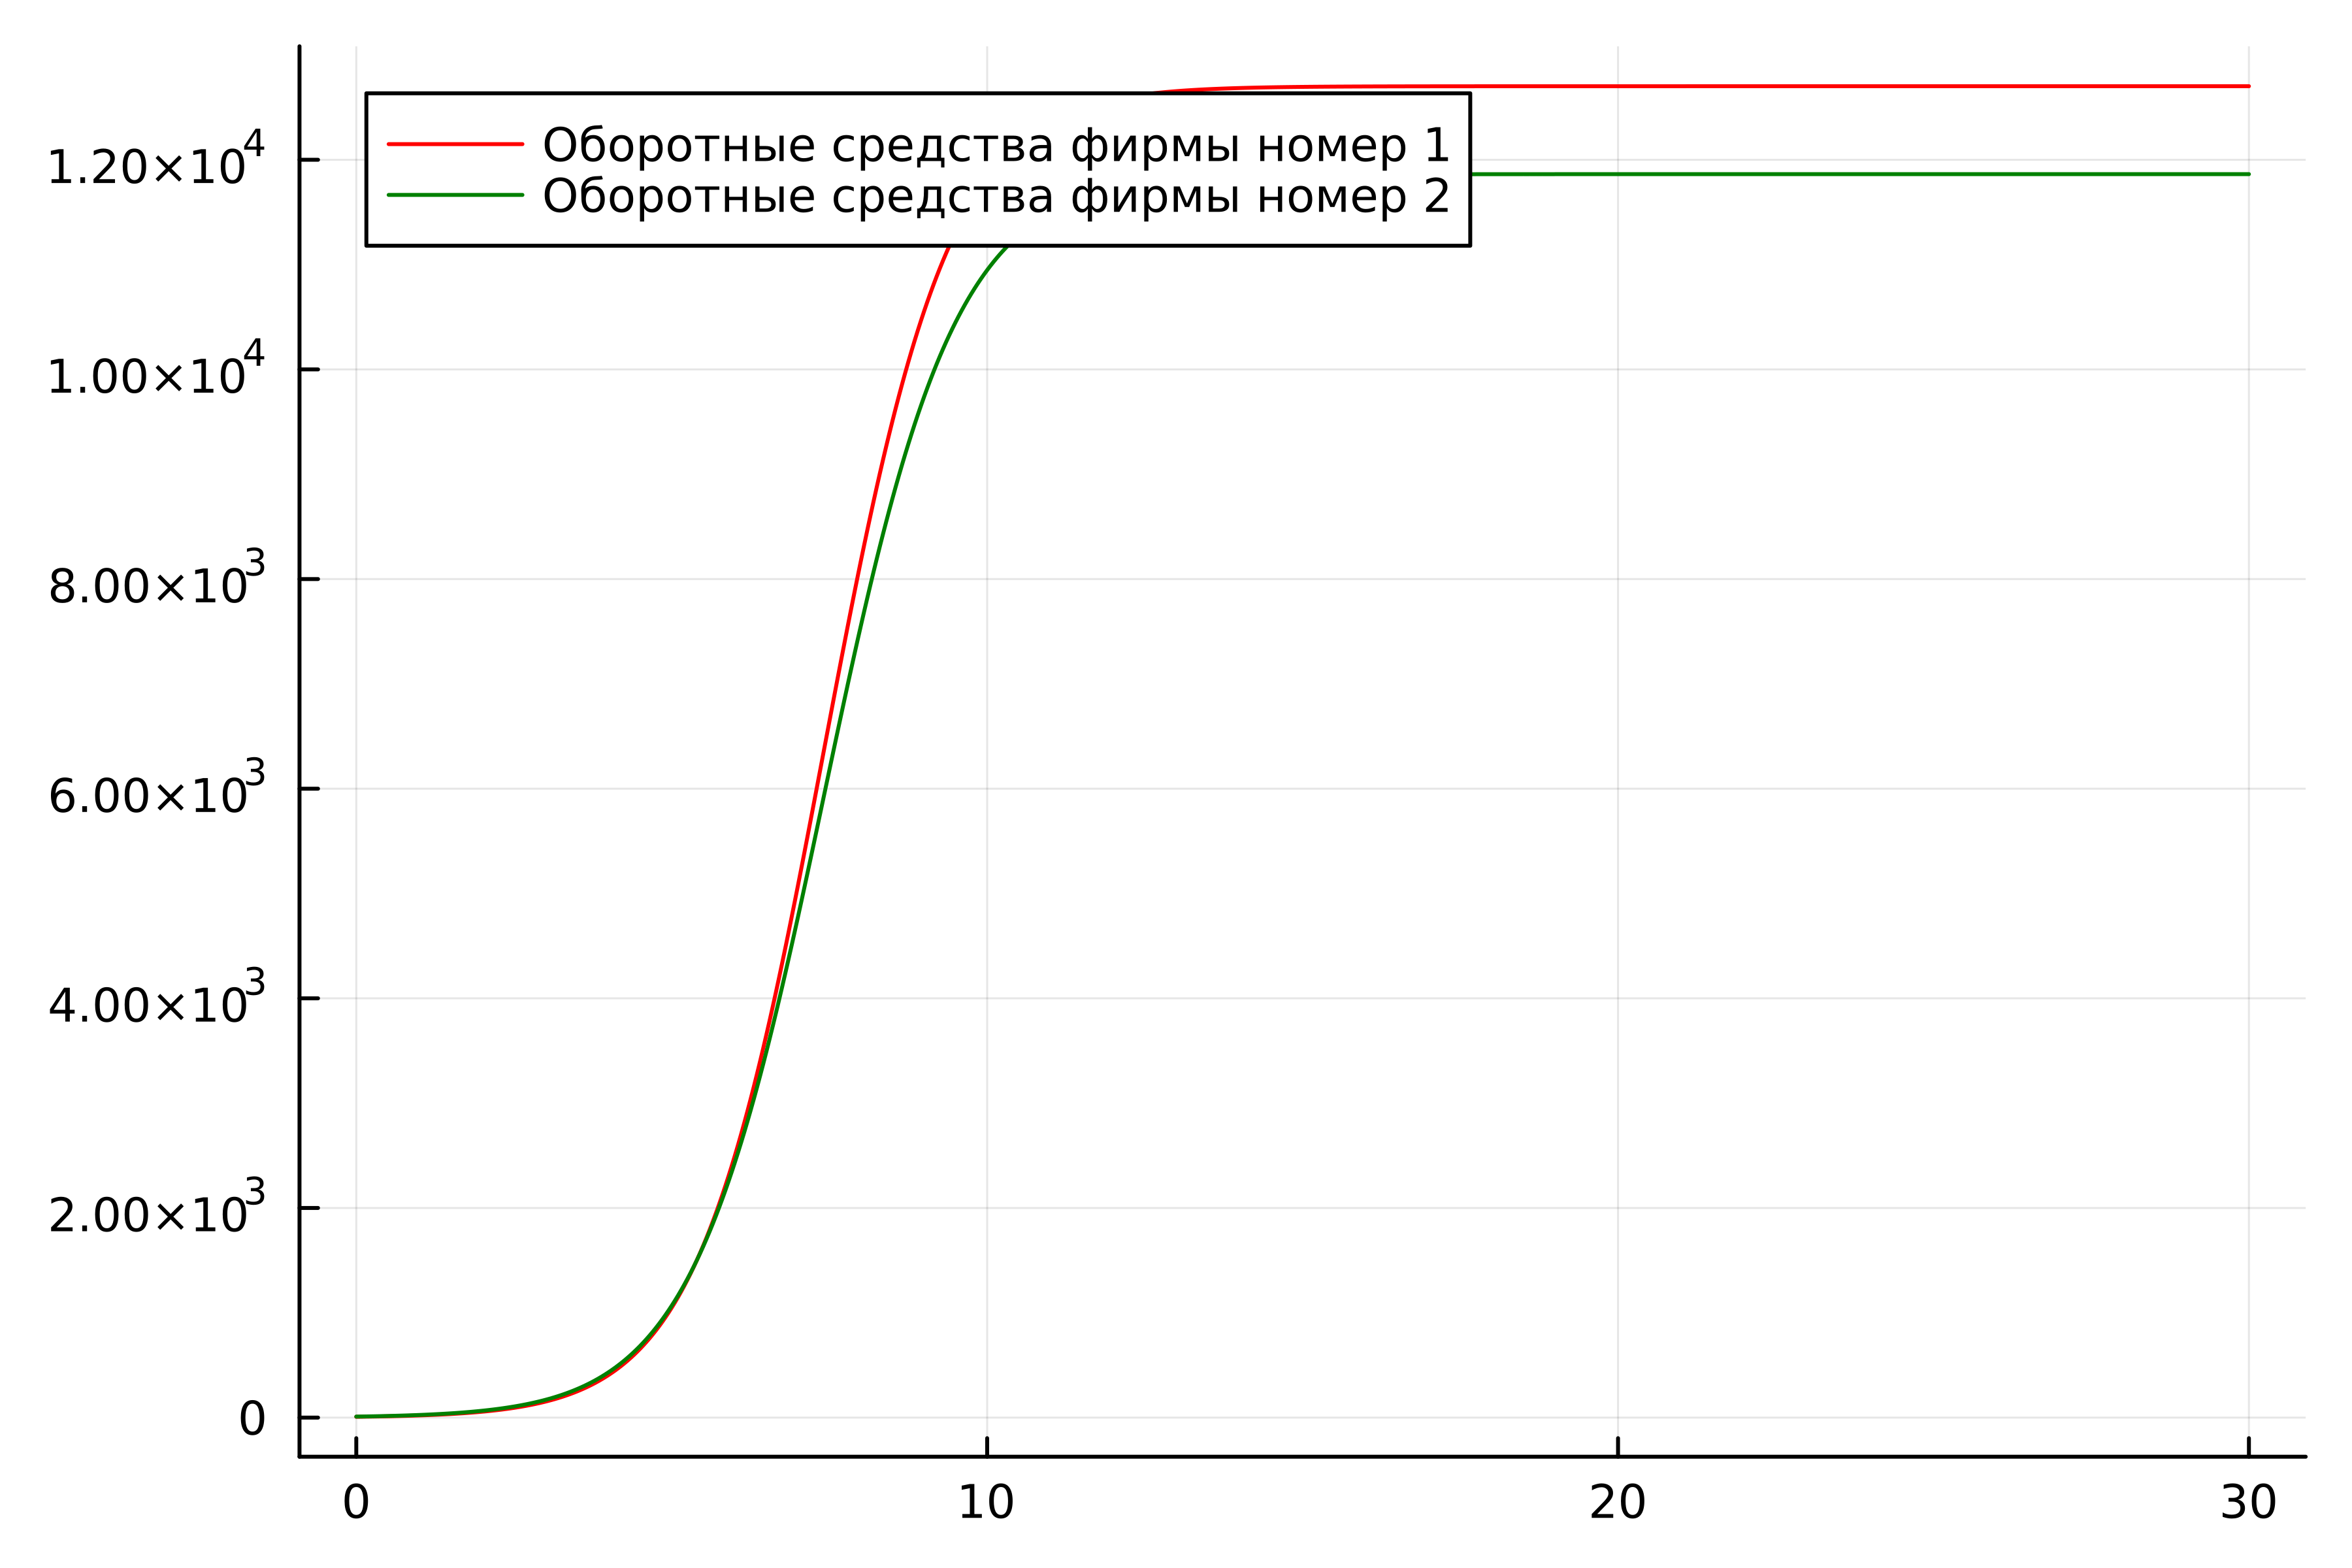 Оборотные средства фирмы номер 1
Оборотные средства фирмы номер 2
1.20×10⁴
1.00×10⁴
8.00×10³
6.00×10³
4.00×10³
2.00×10³
0
0 10 20 30